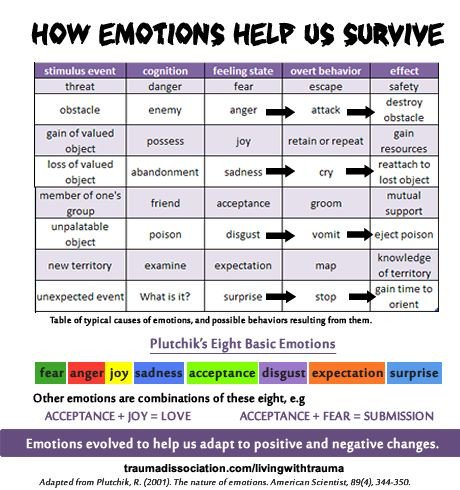 HOW EMOTIONS HELP US SURVIVE
stimulus event cognition feeling state overt behavior effect
threat danger fear escape safety
obstacle enemy anger attack destroy obstacle
gain of valued object possess joy retain or repeat gain resources
loss of valued object abandonment sadness cry reattach to lost object
member of one's group friend acceptance groom mutual support
unpalatable object poison disgust vomit eject poison
new territory examine expectation map knowledge of territory
unexpected event What is it? surprise stop gain time to orient
Table of typical causes of emotions, and possible behaviors resulting from them.
Plutchik's Eight Basic Emotions
fear anger joy sadness acceptance disgust expectation surprise
Other emotions are combinations of these eight, e.g
ACCEPTANCE + JOY = LOVE ACCEPTANCE + FEAR = SUBMISSION
Emotions evolved to help us adapt to positive and negative changes.
traumadissociation.com/livingwithtrauma
Adapted from Plutchik, R. (2001). The nature of emotions. American Scientist, 89(4), 344-350.